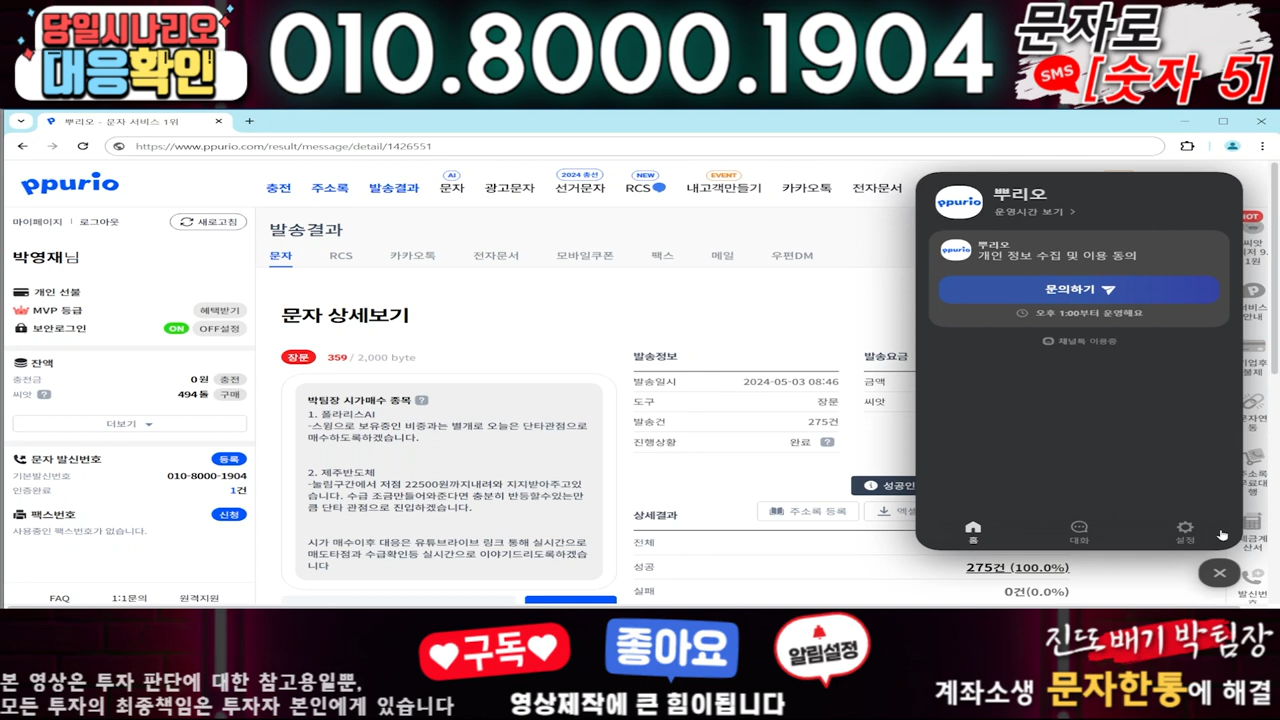 당일시나리오
대응확인
010.8000.1904
문자로
SMS
[숫자 5]
뿌리오 - 문자 서비스 1위
https://www.ppurio.com/result/message/detail/1426551
ppurio
충전
주소록
발송결과
AI
문자
광고문자
2024 총선
선거문자
NEW
RCS
EVENT
내고객만들기
카카오톡
전자문서
마이페이지
로그아웃
새로고침
박영재님
개인 선불
MVP 등급
혜택받기
보안로그인
ON
OFF설정
잔액
충전금
0원
충전
씨앗
494톨
구매
더보기
문자 발신번호
등록
기본발신번호
010-8000-1904
인증완료
1건
팩스번호
신청
사용중인 팩스번호가 없습니다.
FAQ
1:1문의
원격지원
발송결과
문자
RCS
카카오톡
전자문서
모바일쿠폰
팩스
메일
우편DM
문자 상세보기
장문
359 / 2,000 byte
박팀장 시가매수 종목
1. 폴라리스AI
-스윙으로 보유중인 비중과는 별개로 오늘은 단타관점으로
매수하도록하겠습니다.
2. 제주반도체
-눌림구간에서 저점 22500원까지내려와 지지받아주고있
습니다. 수급 조금만들어와준다면 충분히 반등할수있는만
큼 단타 관점으로 진입하겠습니다.
시가 매수이후 대응은 유튜브라이브 링크 통해 실시간으로
매도타점과 수급확인등 실시간으로 이야기드리도록하겠습
니다
발송정보
발송일시
2024-05-03 08:46
도구
장문
발송건
275건
진행상황
완료
발송요금
금액
씨앗
성공인
상세결과
주소록 등록
엑셀
전체
성공
275건 (100.0%)
실패
0건(0.0%)
ppurio
뿌리오
운영시간 보기
ppurio
뿌리오
개인 정보 수집 및 이용 동의
문의하기
오후 1:00부터 운영해요
채널톡 이용중
홈
대화
설정
구독
좋아요
알림설정
영상제작에 큰 힘이됩니다
본 영상은 투자 판단에 대한 참고용일뿐,
모든 투자의 최종책임은 투자자 본인에게 있습니다
진또배기 박팀장
계좌소생 문자한통에 해결